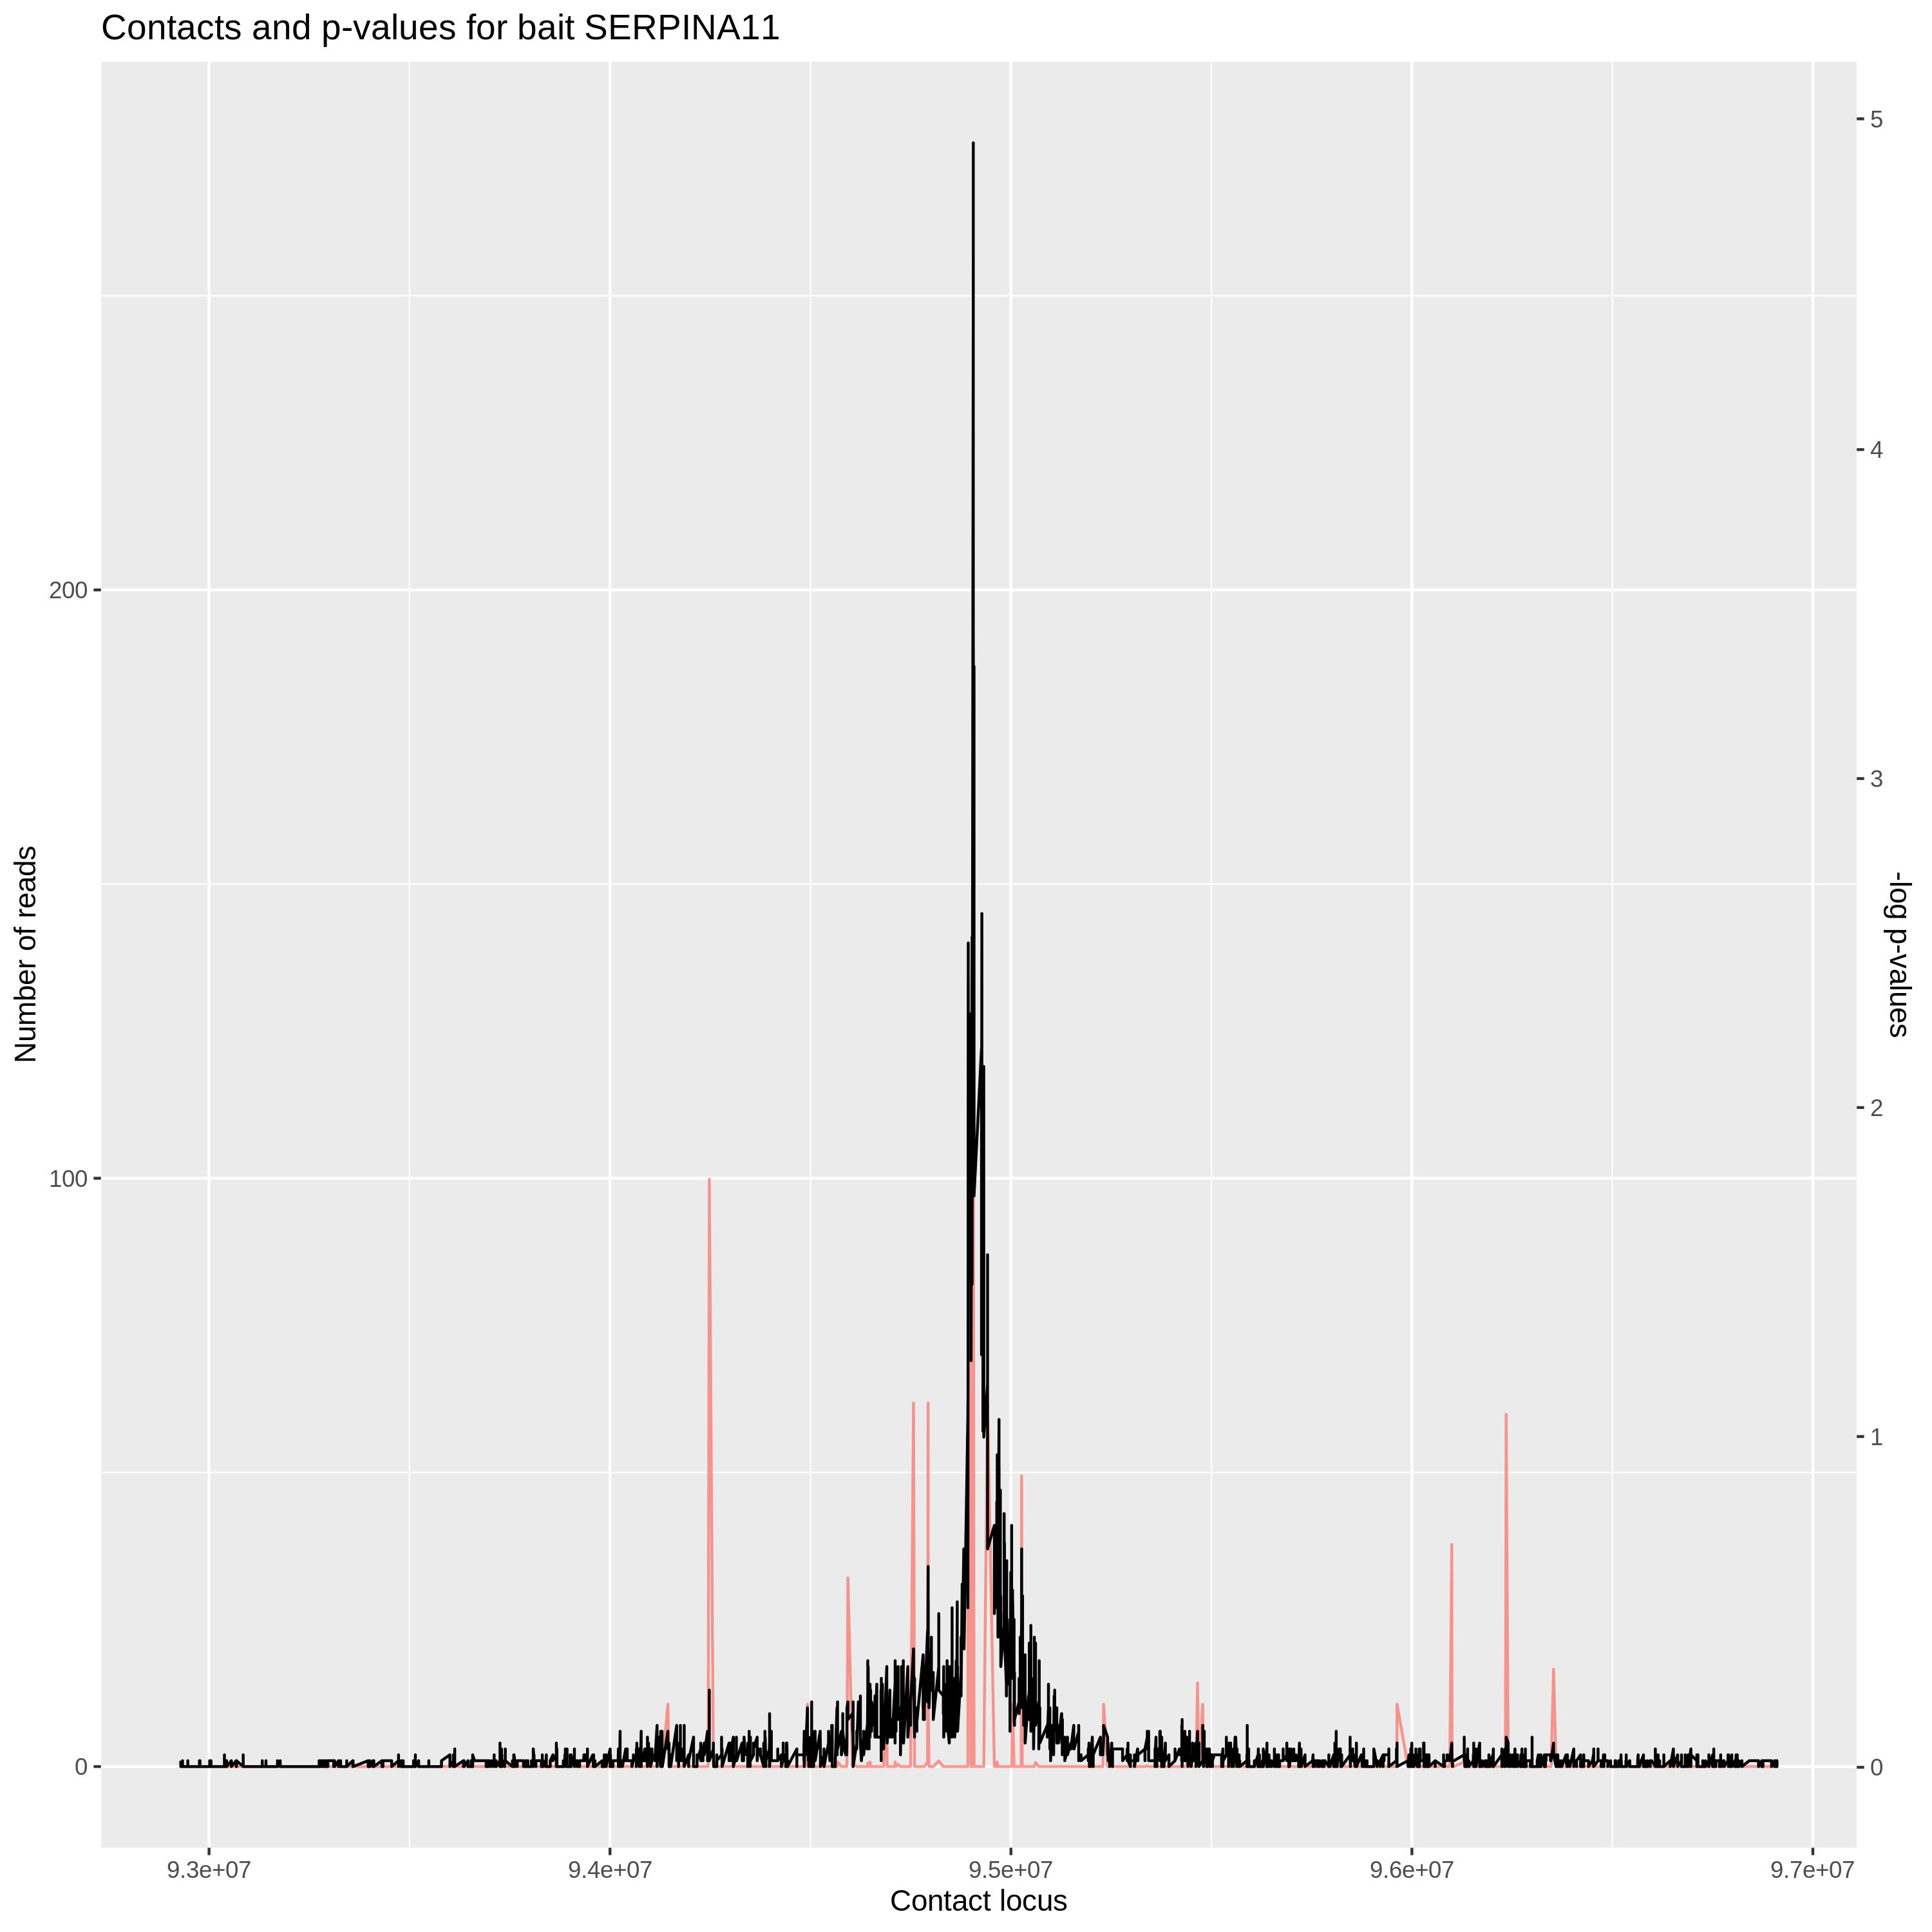 Contacts and p-values for bait SERPINA11
Number of reads
200
100
0
5
4
3
2
1
0
-log p-values
9.3e+07 9.4e+07 9.5e+07 9.6e+07 9.7e+07
Contact locus